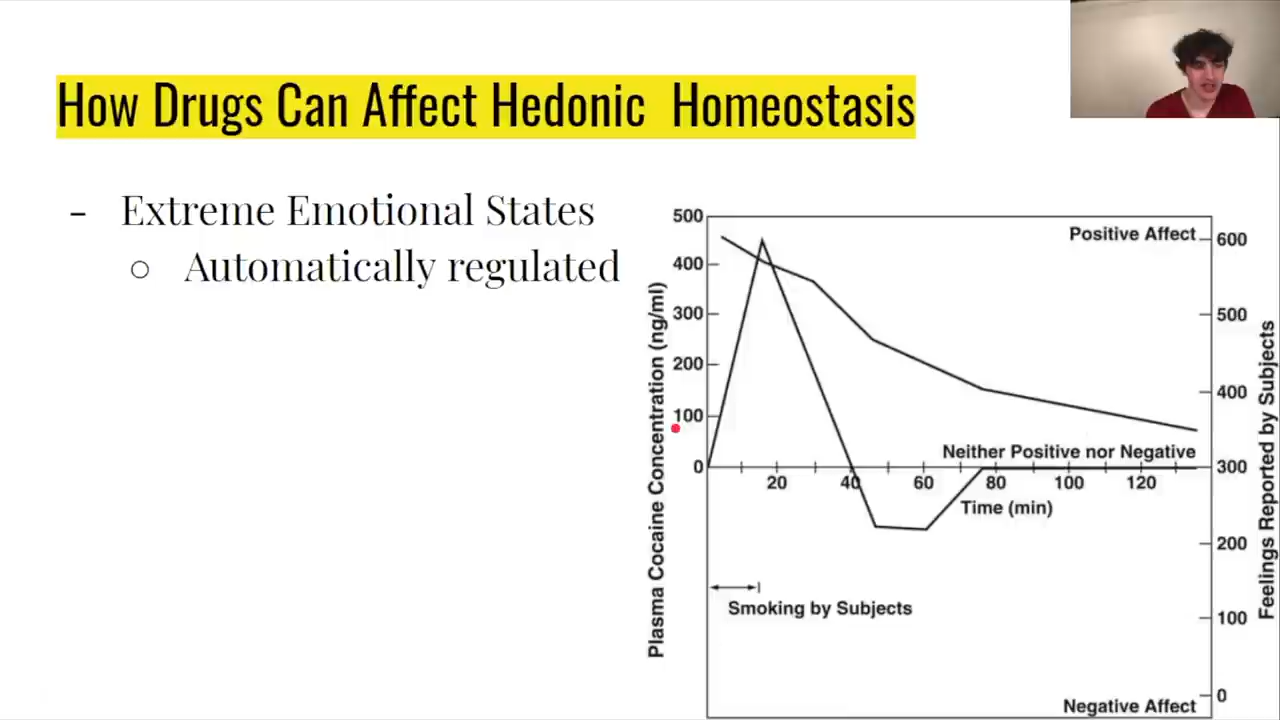 How Drugs Can Affect Hedonic Homeostasis
- Extreme Emotional States
○ Automatically regulated
Plasma Cocaine Concentration (ng/ml)
500
400
300
200
100
0
Positive Affect
Neither Positive nor Negative
20 40 60 80 100 120
Time (min)
Smoking by Subjects
Negative Affect
600
500
400
300
200
100
0
Feelings Reported by Subjects